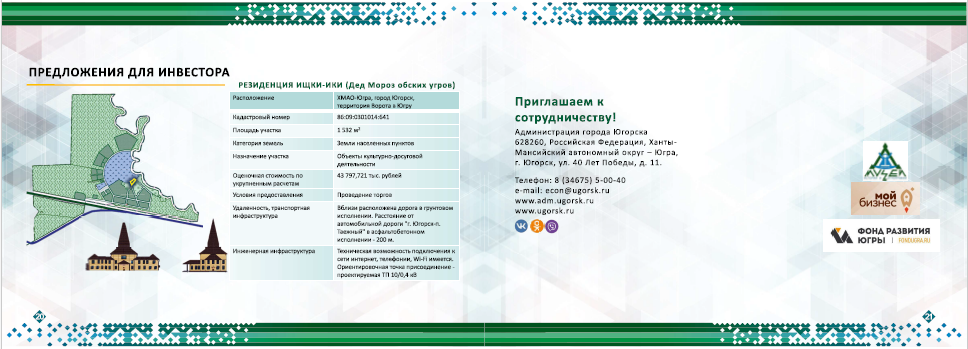 ПРЕДЛОЖЕНИЯ ДЛЯ ИНВЕСТОРА
РЕЗИДЕНЦИЯ ИЩКИ-ИКИ (Дед Мороз обских угров)
Расположение
ХМАО-Югра, город Югорск,
территория Ворота в Югру
Кадастровый номер
86:09:0301014:641
Площадь участка
1 532 м²
Категория земель
Земли населенных пунктов
Назначение участка
Объекты культурно-досуговой
деятельности
Оценочная стоимость по
укрупненным расчетам
43 797,721 тыс. рублей
Условия предоставления
Проведение торгов
Удаленность, транспортная
инфраструктура
Вблизи расположена дорога в грунтовом
исполнении. Расстояние от
автомобильной дороги "г. Югорск-п.
Таежный" в асфальтобетонном
исполнении - 200 м.
Инженерная инфраструктура
Техническая возможность подключения к
сети интернет, телефонии, Wi-Fi имеется.
Ориентировочная точка присоединение -
проектируемая ТП 10/0,4 кВ
20
Приглашаем к
сотрудничеству!
Администрация города Югорска
628260, Российская Федерация, Ханты-
Мансийский автономный округ – Югра,
г. Югорск, ул. 40 Лет Победы, д. 11.
Телефон: 8 (34675) 5-00-40
e-mail: econ@ugorsk.ru
www.adm.ugorsk.ru
www.ugorsk.ru
мой
бизнес
ФОНД РАЗВИТИЯ
ЮГРЫ | FONDUGRA.RU
21